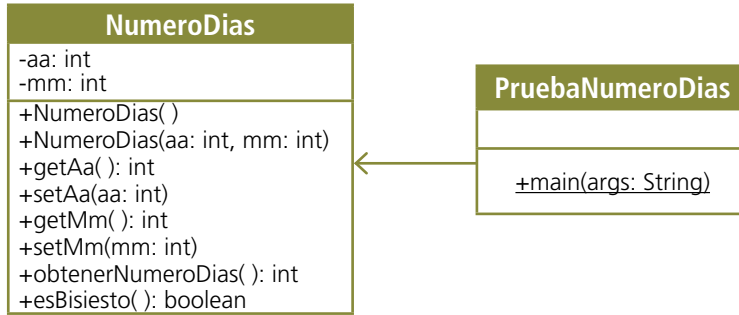 NumeroDias
-aa: int
-mm: int
+NumeroDias( )
+NumeroDias(aa: int, mm: int)
+getAa( ): int
+setAa(aa: int)
+getMm( ): int
+setMm(mm: int)
+obtenerNumeroDias( ): int
+esBisiesto( ): boolean
PruebaNumeroDias
+main(args: String)